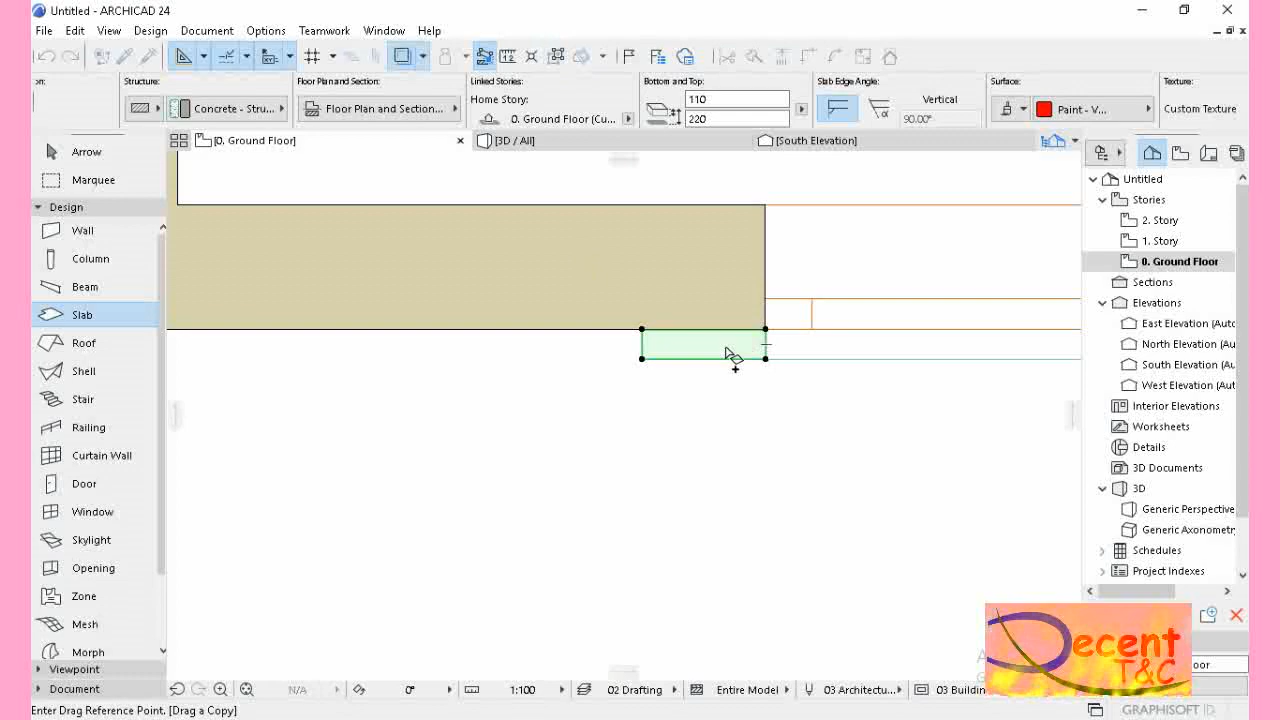 Untitled - ARCHICAD 24
File Edit View Design Document Options Teamwork Window Help
Structure: Floor Plan and Section: Linked Stories: Bottom and Top: Slab Edge Angle: Surface: Texture:
Home Story: 110 Vertical
Concrete - Stru... Floor Plan and Section... 0. Ground Floor (Cu... 220 90.00° Paint - V... Custom Texture
[0. Ground Floor] [3D / All] [South Elevation]
Arrow
Marquee
Design
Wall
Column
Beam
Slab
Roof
Shell
Stair
Railing
Curtain Wall
Door
Window
Skylight
Opening
Zone
Mesh
Morph
Viewpoint
Document
Untitled
Stories
2. Story
1. Story
0. Ground Floor
Sections
Elevations
East Elevation (Auto
North Elevation (Au
South Elevation (Au
West Elevation (Aut
Interior Elevations
Worksheets
Details
3D Documents
3D
Generic Perspective
Generic Axonometr
Schedules
Project Indexes
Decent
T&C
oor
N/A 0° 1:100 02 Drafting Entire Model 03 Architectu... 03 Buildin
Enter Drag Reference Point. [Drag a Copy]
GRAPHISOFT ID